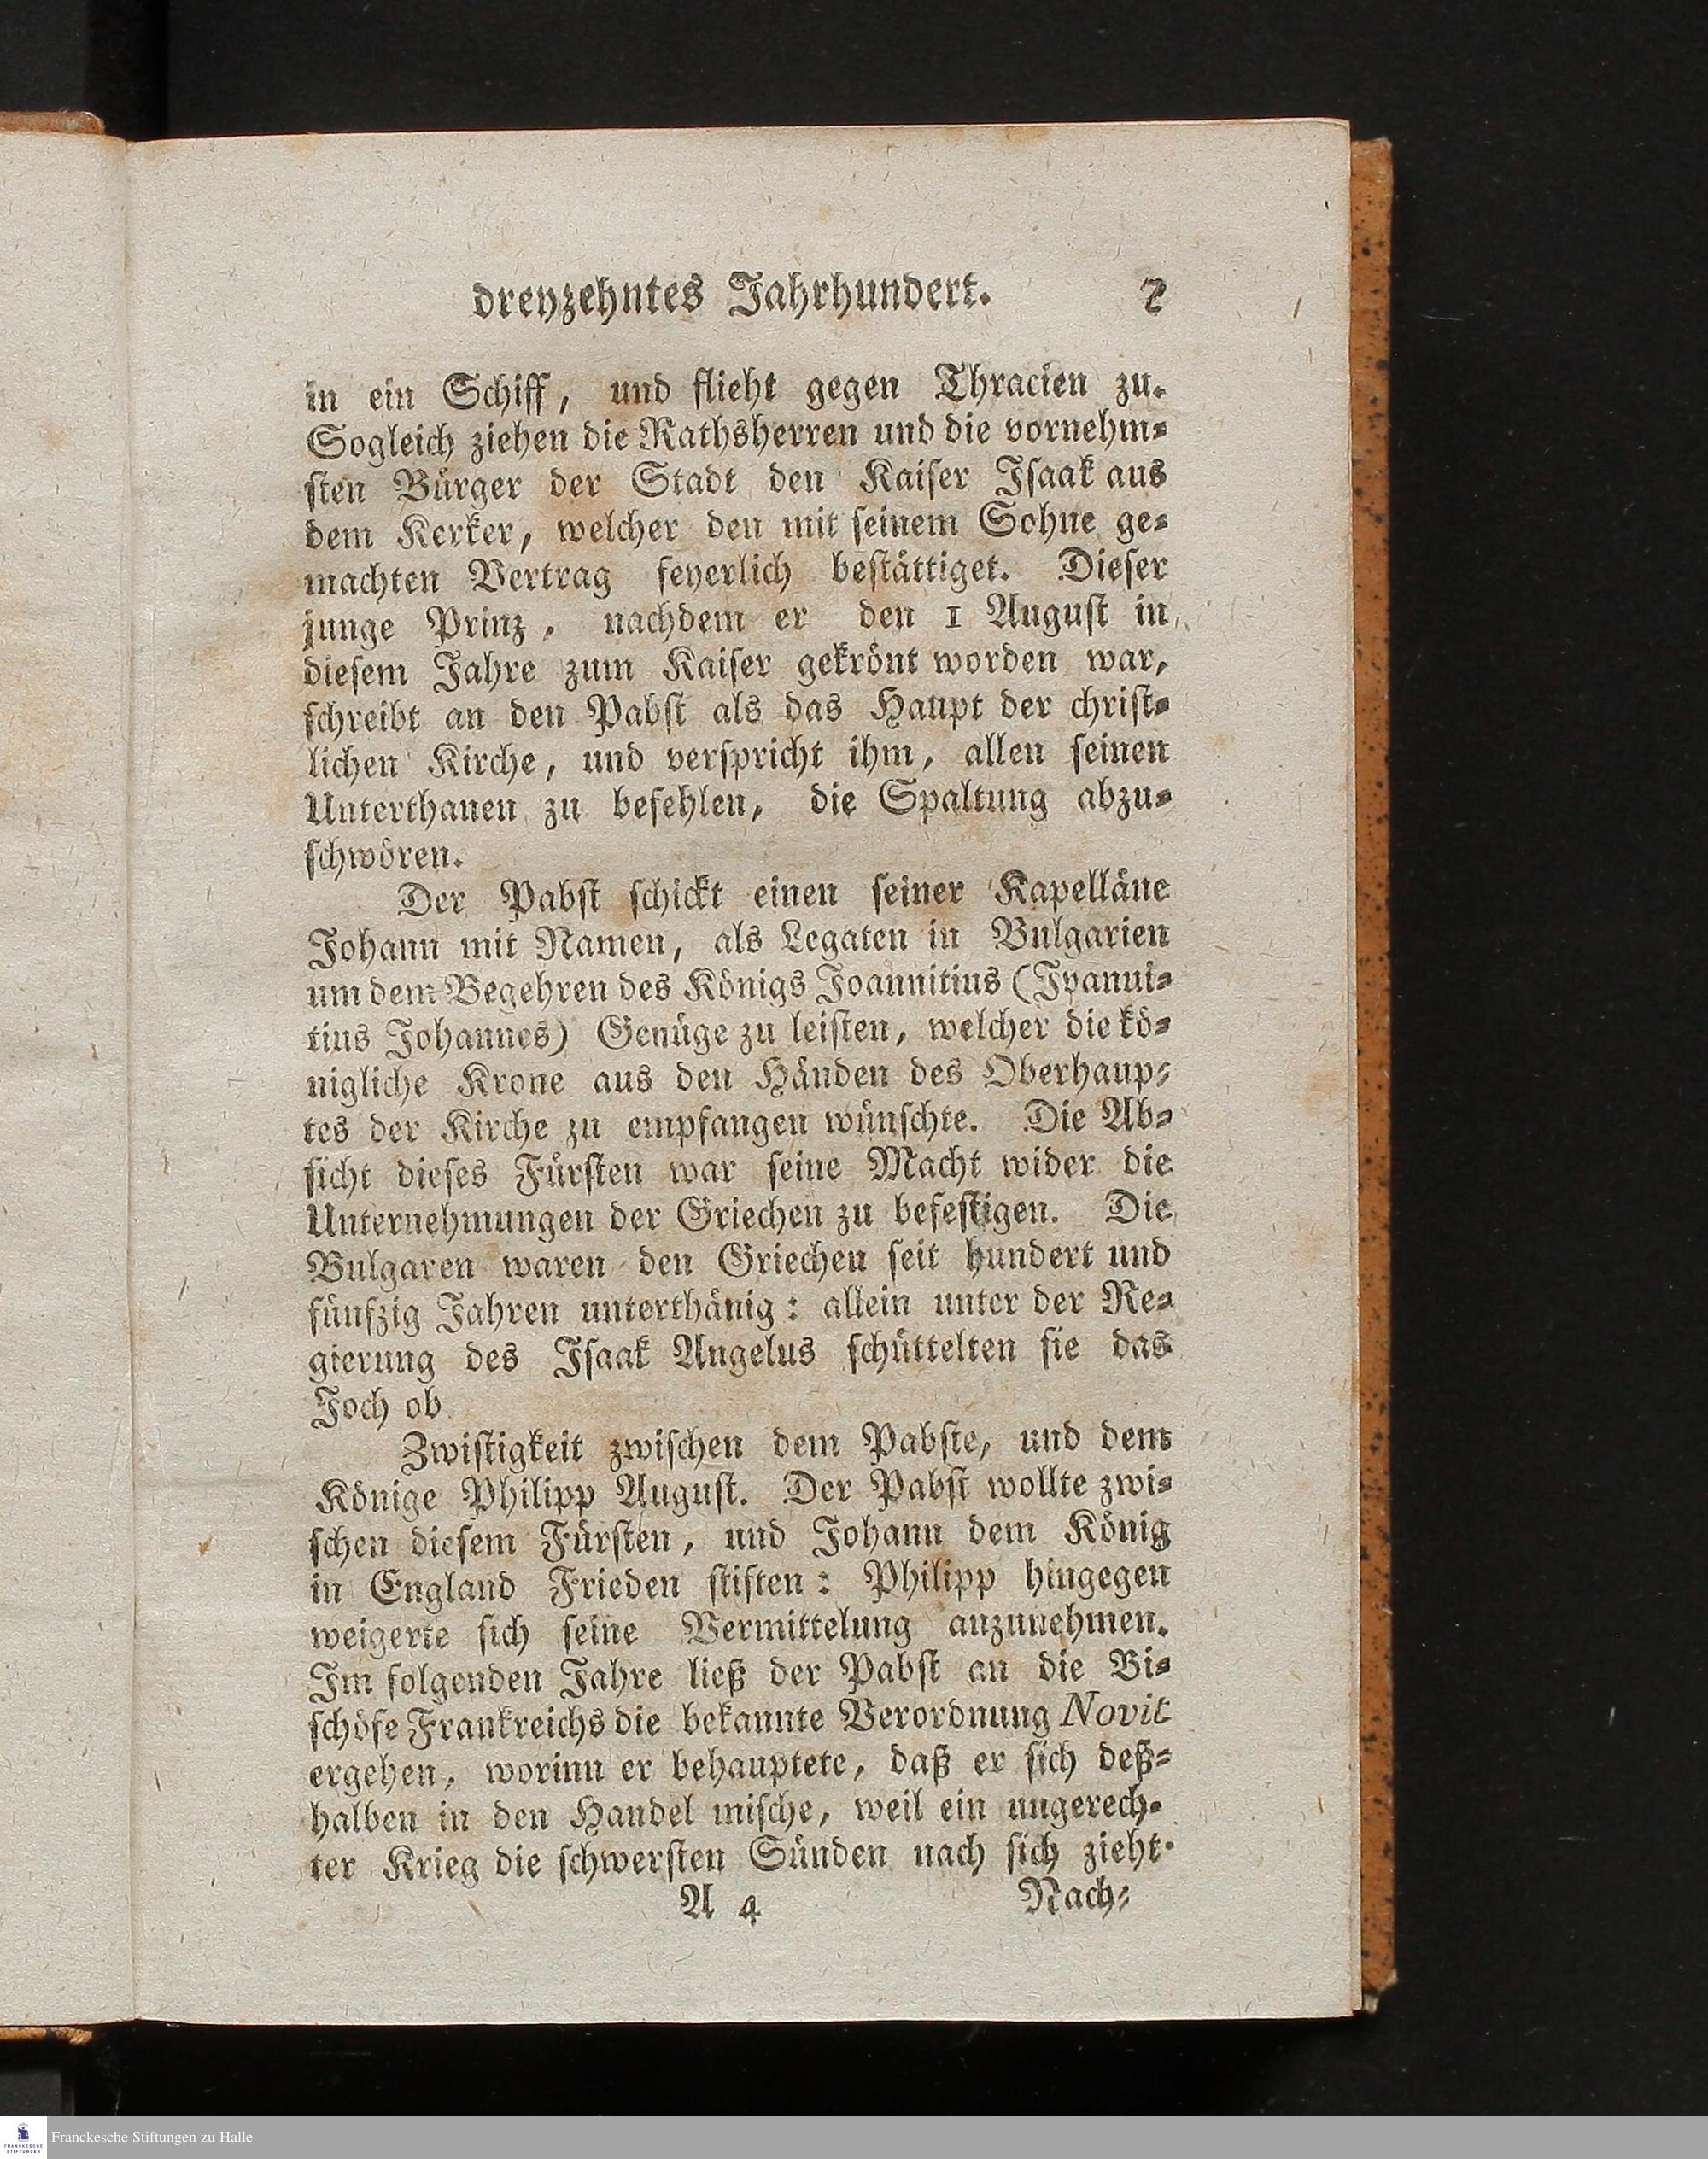 dreyzehntes Jahrhundert. 7
in ein Schiff, und flieht gegen Thracien zu.
Sogleich ziehen die Rathsherren und die vornehm⸗
sten Bürger der Stadt den Kaiser Isaak aus
dem Kerker, welcher den mit seinem Sohne ge⸗
machten Vertrag feyerlich bestättiget. Dieser
junge Prinz, nachdem er den 1 August in
diesem Jahre zum Kaiser gekrönt worden war,
schreibt an den Pabst als das Haupt der christ⸗
lichen Kirche, und verspricht ihm, allen seinen
Unterthanen zu befehlen, die Spaltung abzu⸗
schwören.
Der Pabst schickt einen seiner Kapelläne
Johann mit Namen, als Legaten in Bulgarien
um dem Begehren des Königs Joannitius (Jvanni⸗
tius Johannes) Genüge zu leisten, welcher die kö⸗
nigliche Krone aus den Händen des Oberhaup⸗
tes der Kirche zu empfangen wünschte. Die Ab⸗
sicht dieses Fürsten war seine Macht wider die
Unternehmungen der Griechen zu befestigen. Die
Bulgaren waren den Griechen seit hundert und
fünfzig Jahren unterthänig: allein unter der Re⸗
gierung des Isaak Angelus schüttelten sie das
Joch ob
Zwistigkeit zwischen dem Pabste, und dem
Könige Philipp August. Der Pabst wollte zwi⸗
schen diesem Fürsten, und Johann dem König
in England Frieden stiften: Philipp hingegen
weigerte sich seine Vermittelung anzunehmen.
Im folgenden Jahre ließ der Pabst an die Bi⸗
schöfe Frankreichs die bekannte Verordnung Novit
ergehen, worinn er behauptete, daß er sich deß⸗
halben in den Handel mische, weil ein ungerech⸗
ter Krieg die schwersten Sünden nach sich zieht.
A 4 Nach⸗
Franckesche Stiftungen zu Halle
FRANCKESCHE
STIFTUNGEN